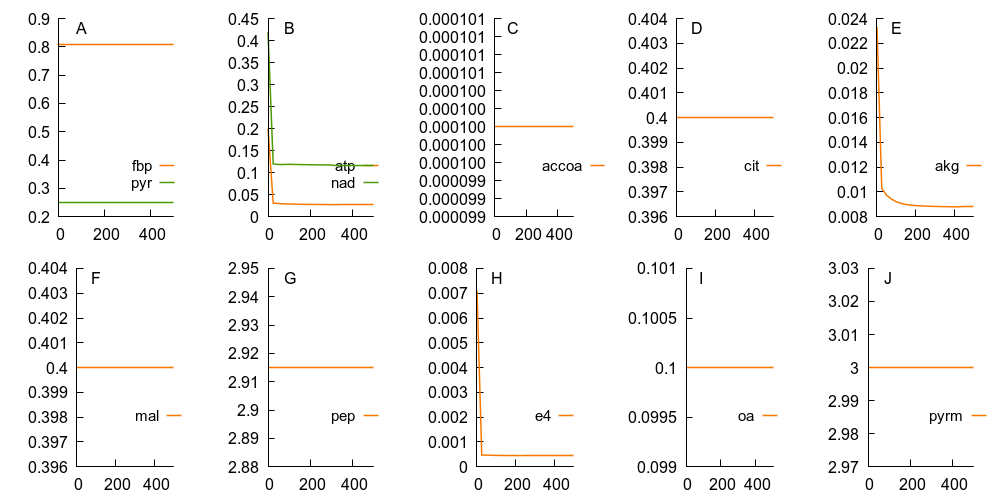 A
0.9
0.8
0.7
0.6
0.5
0.4
0.3
0.2
0 200 400
fbp
pyr
B
0.45
0.4
0.35
0.3
0.25
0.2
0.15
0.1
0.05
0
0 200 400
atp
nad
C
0.000101
0.000101
0.000101
0.000101
0.000100
0.000100
0.000100
0.000100
0.000100
0.000099
0.000099
0.000099
0 200 400
accoa
D
0.404
0.403
0.402
0.401
0.4
0.399
0.398
0.397
0.396
0 200 400
cit
E
0.024
0.022
0.02
0.018
0.016
0.014
0.012
0.01
0.008
0 200 400
akg
F
0.404
0.403
0.402
0.401
0.4
0.399
0.398
0.397
0.396
0 200 400
mal
G
2.95
2.94
2.93
2.92
2.91
2.9
2.89
2.88
0 200 400
pep
H
0.008
0.007
0.006
0.005
0.004
0.003
0.002
0.001
0
0 200 400
e4
I
0.101
0.1005
0.1
0.0995
0.099
0 200 400
oa
J
3.03
3.02
3.01
3
2.99
2.98
2.97
0 200 400
pyrm